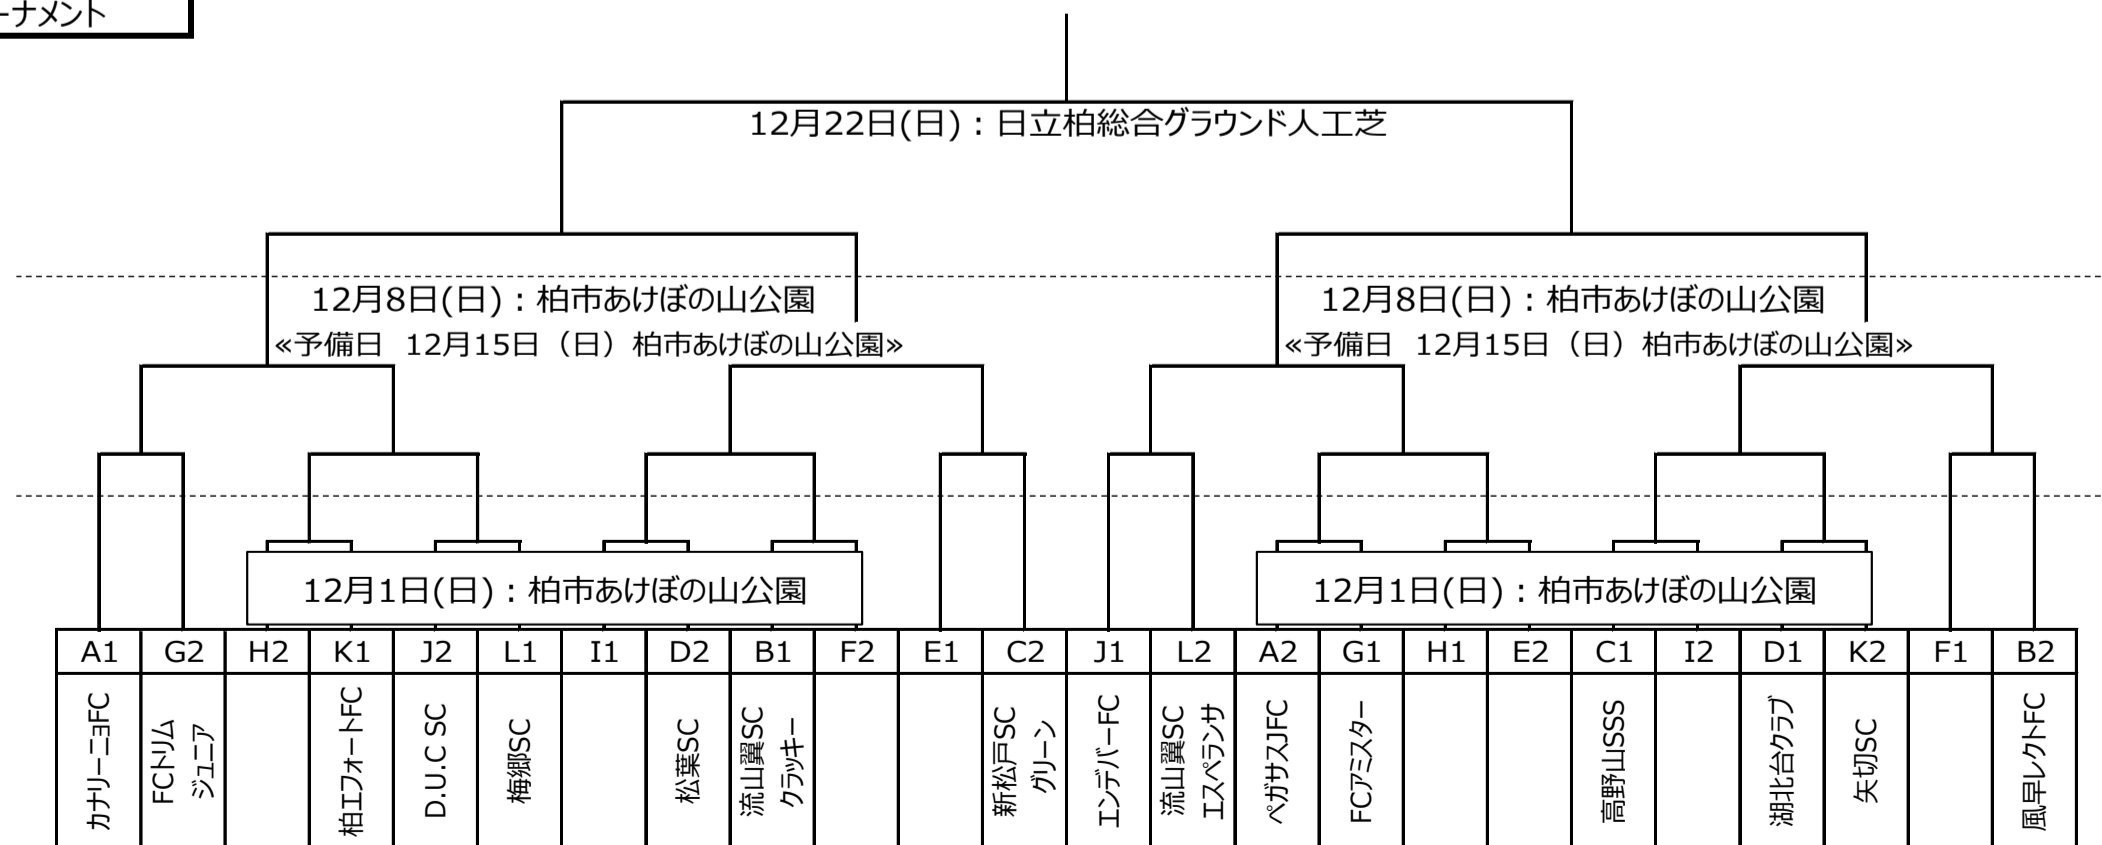 ーナメント
12月22日(日)：日立柏総合グラウンド人工芝
12月8日(日)：柏市あけぼの山公園
≪予備日 12月15日（日）柏市あけぼの山公園≫
12月8日(日)：柏市あけぼの山公園
≪予備日 12月15日（日）柏市あけぼの山公園≫
12月1日(日)：柏市あけぼの山公園
12月1日(日)：柏市あけぼの山公園
A1 G2 H2 K1 J2 L1 I1 D2 B1 F2 E1 C2 J1 L2 A2 G1 H1 E2 C1 I2 D1 K2 F1 B2
カナリーニョFC
FCトリム
ジュニア
柏エフォートFC
D.U.C SC
梅郷SC
松葉SC
流山翼SC
クラッキー
新松戸SC
グリーン
エンデバーFC
流山翼SC
エスペランサ
ペガサスJFC
FCアミスター
高野山SSS
湖北台クラブ
矢切SC
風早レクトFC